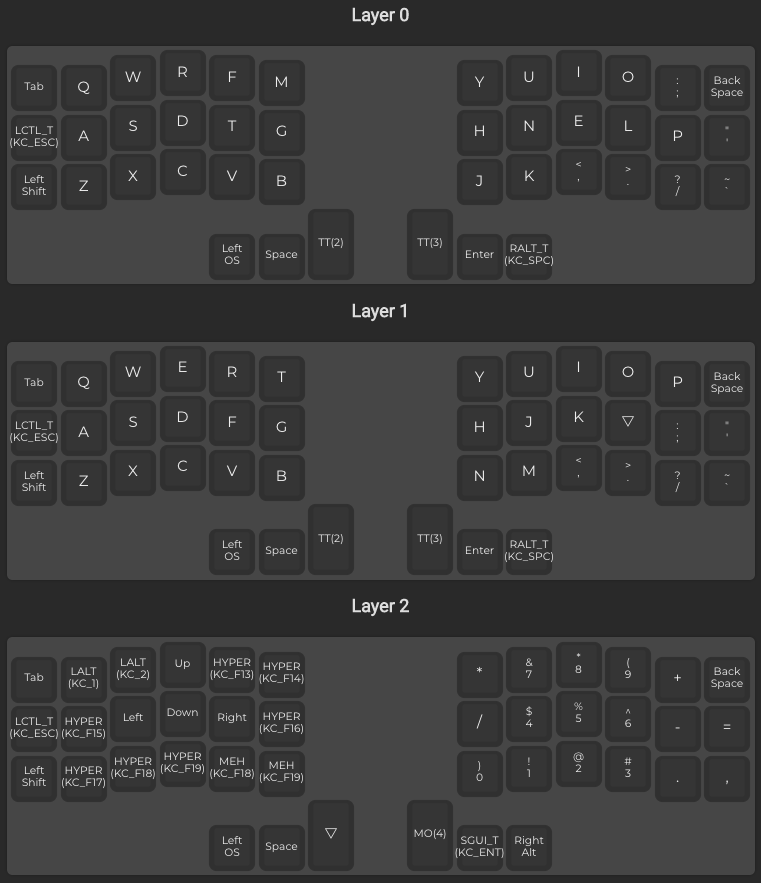 Layer 0
Tab Q W R F M Y U I O : ; Back Space
LCTL_T (KC_ESC) A S D T G H N E L P " '
Left Shift Z X C V B J K < , > . ? / ~ `
Left OS Space TT(2) TT(3) Enter RALT_T (KC_SPC)
Layer 1
Tab Q W E R T Y U I O P Back Space
LCTL_T (KC_ESC) A S D F G H J K ▽ : ; " '
Left Shift Z X C V B N M < , > . ? / ~ `
Left OS Space TT(2) TT(3) Enter RALT_T (KC_SPC)
Layer 2
Tab LALT (KC_1) LALT (KC_2) Up HYPER (KC_F13) HYPER (KC_F14) * & 7 * 8 ( 9 + Back Space
LCTL_T (KC_ESC) HYPER (KC_F15) Left Down Right HYPER (KC_F16) / $ 4 % 5 ^ 6 - =
Left Shift HYPER (KC_F17) HYPER (KC_F18) HYPER (KC_F19) MEH (KC_F18) MEH (KC_F19) ) 0 ! 1 @ 2 # 3 . ,
Left OS Space ▽ MO(4) SGUI_T (KC_ENT) Right Alt